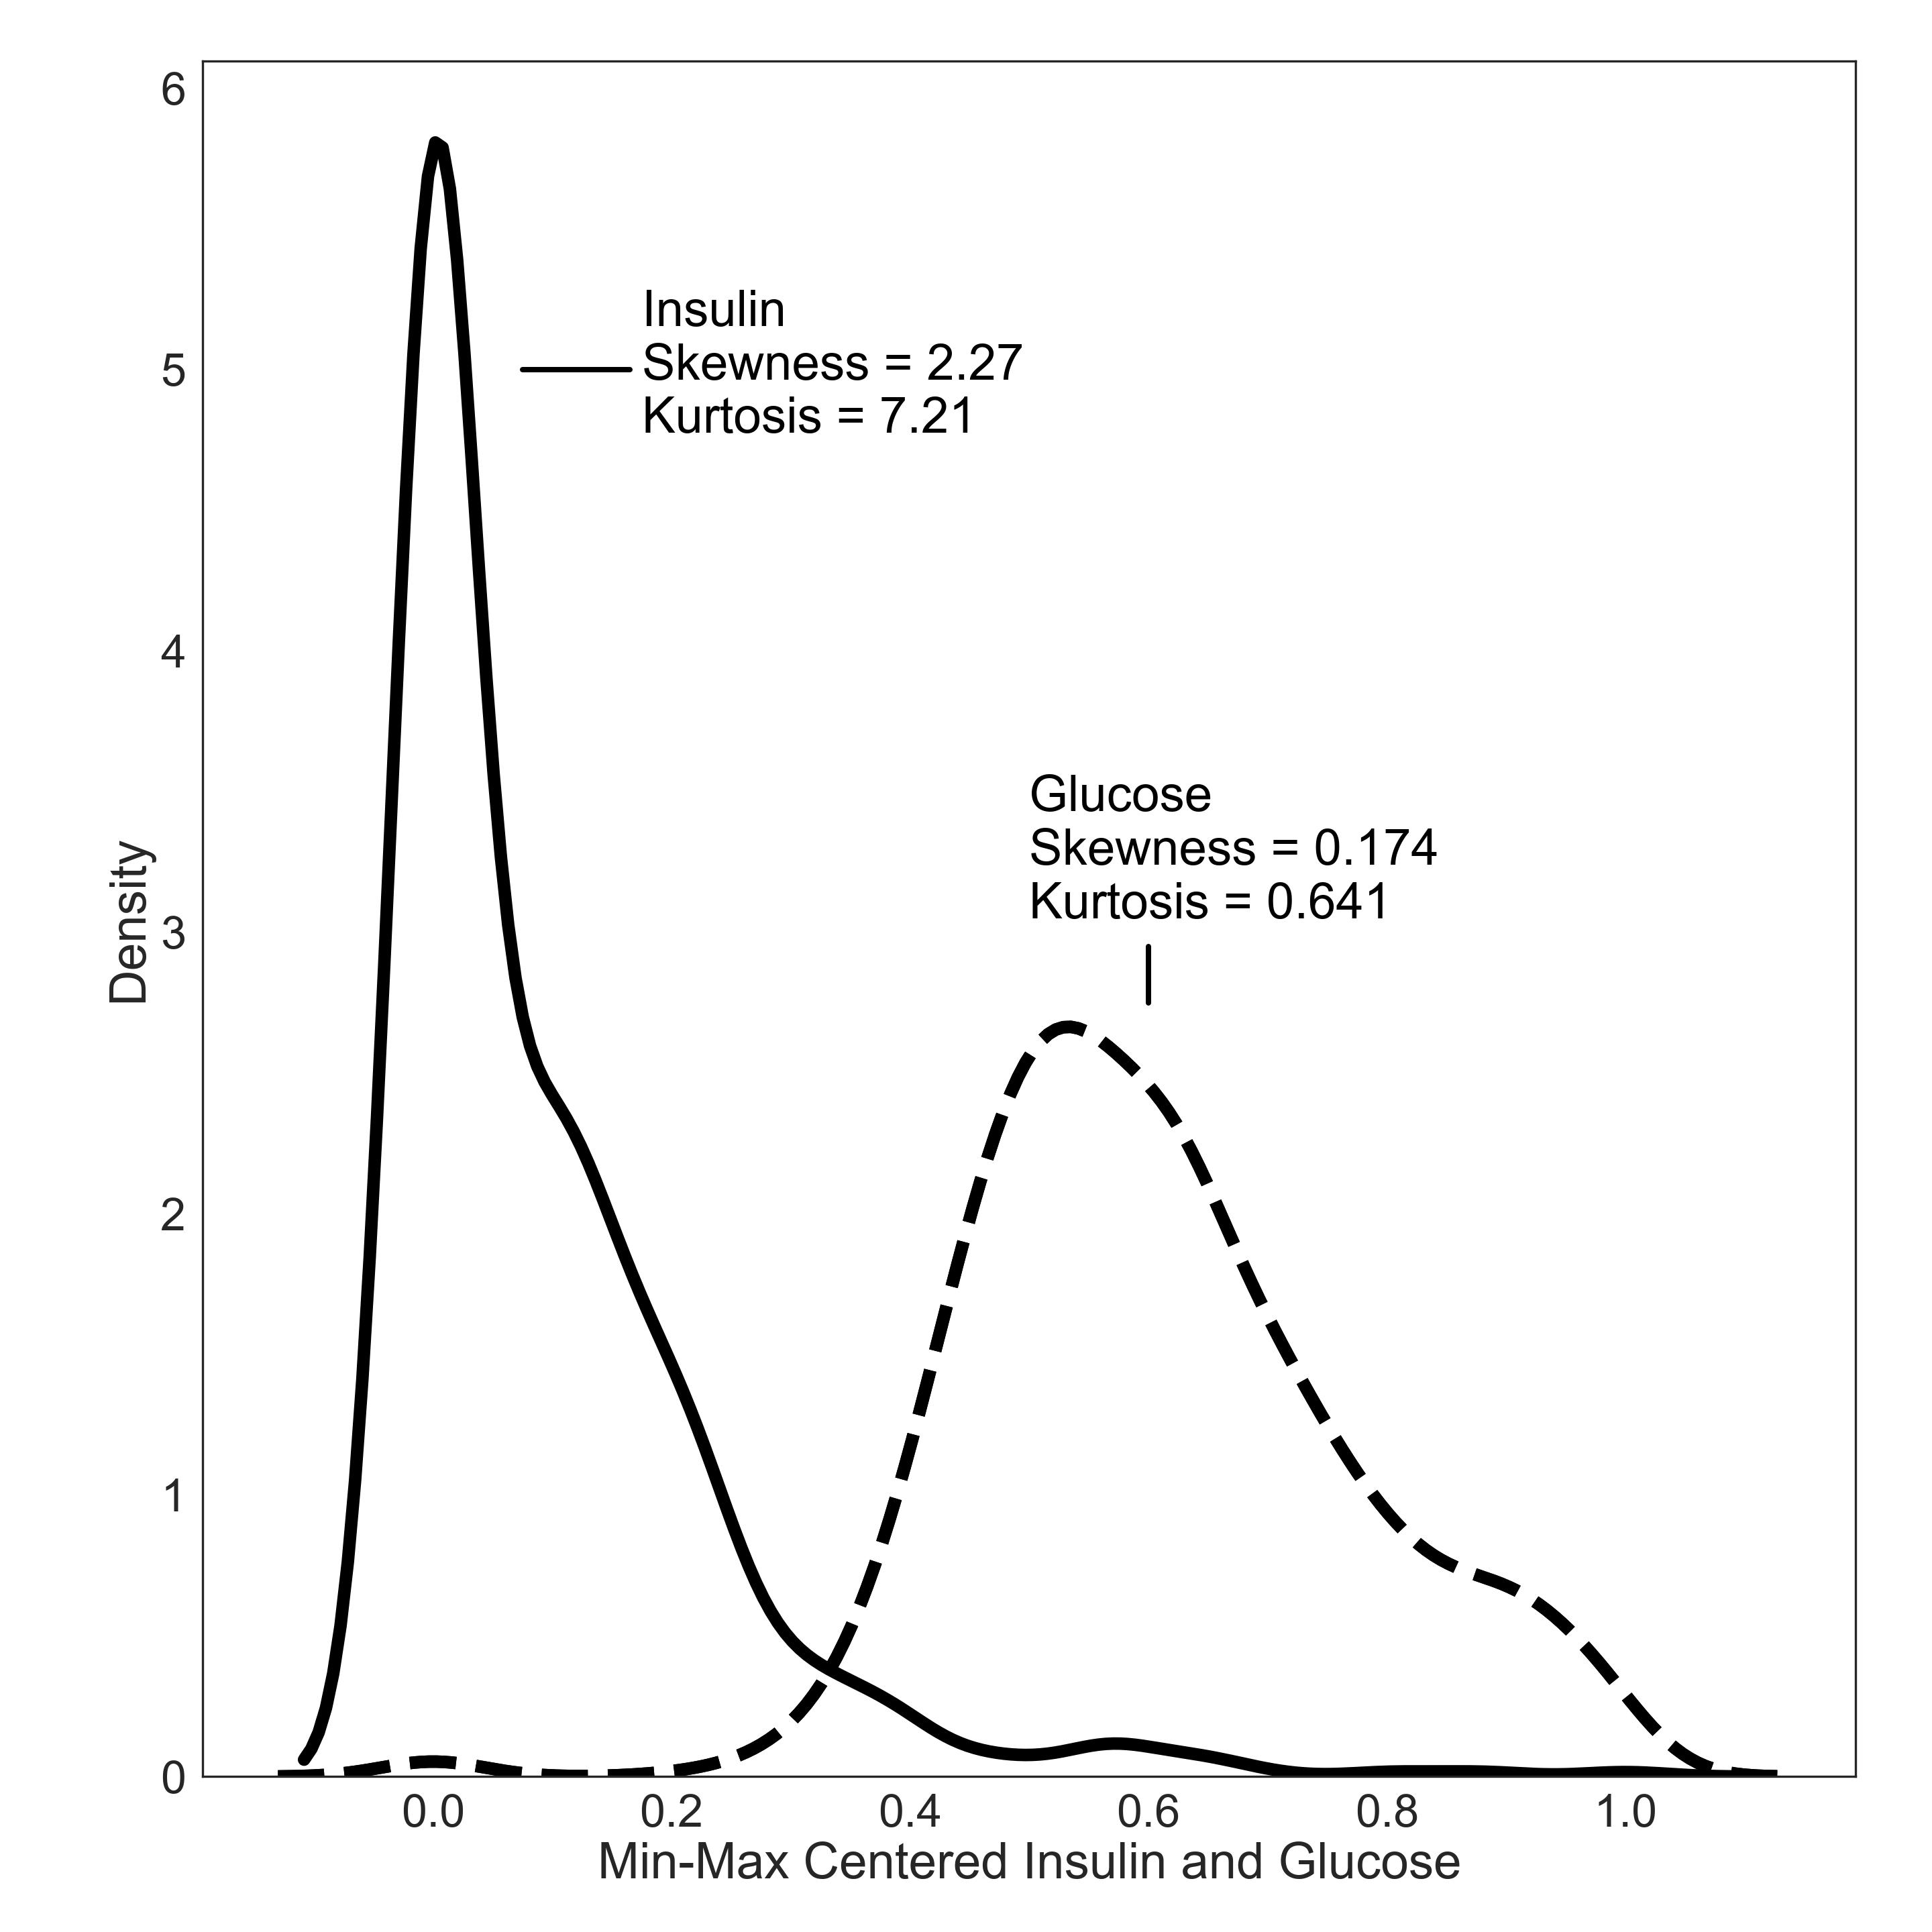 6
5
4
3
2
1
0
Density
Insulin
Skewness = 2.27
Kurtosis = 7.21
Glucose
Skewness = 0.174
Kurtosis = 0.641
0.0 0.2 0.4 0.6 0.8 1.0
Min-Max Centered Insulin and Glucose